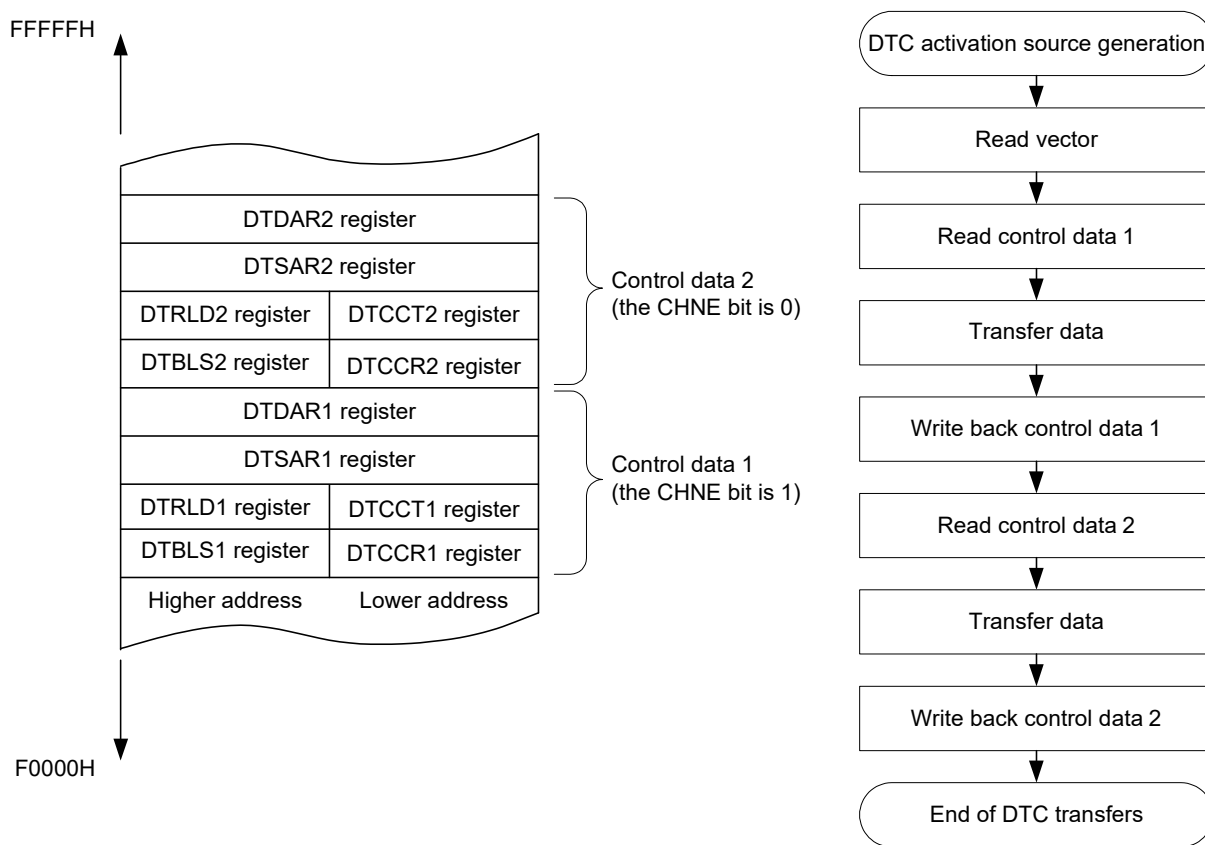 FFFFFH
DTDAR2 register
DTSAR2 register
DTRLD2 register DTCCT2 register
DTBLS2 register DTCCR2 register
Control data 2
(the CHNE bit is 0)
DTDAR1 register
DTSAR1 register
DTRLD1 register DTCCT1 register
DTBLS1 register DTCCR1 register
Control data 1
(the CHNE bit is 1)
Higher address Lower address
F0000H
DTC activation source generation
Read vector
Read control data 1
Transfer data
Write back control data 1
Read control data 2
Transfer data
Write back control data 2
End of DTC transfers